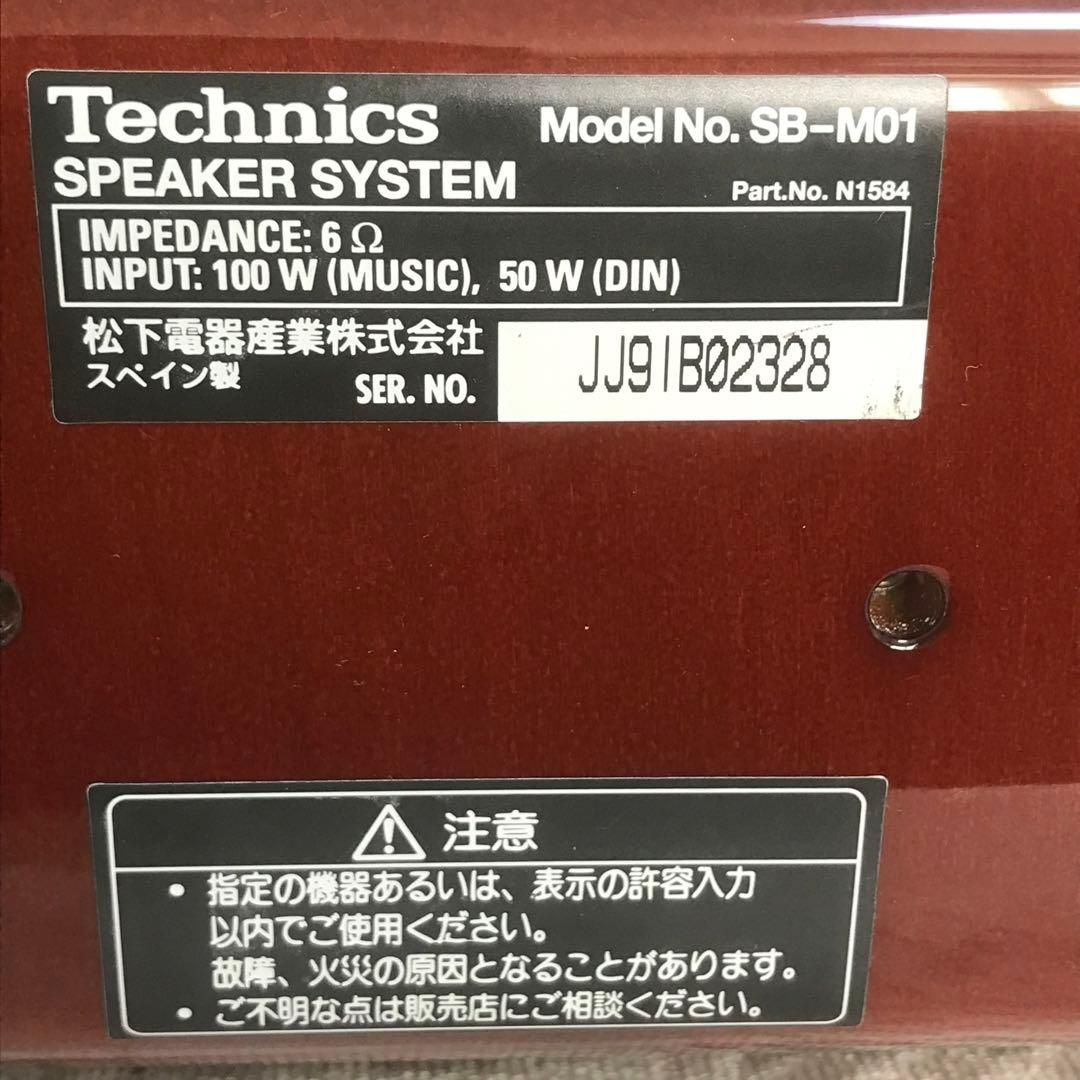 Technics
Model No. SB-M01
SPEAKER SYSTEM
Part.No. N1584
IMPEDANCE: 6 Ω
INPUT: 100 W (MUSIC), 50 W (DIN)
松下電器産業株式会社
スペイン製
SER. NO.
JJ91B02328
注意
• 指定の機器あるいは、表示の許容入力
以内でご使用ください。
故障、火災の原因となることがあります。
• ご不明な点は販売店にご相談ください。